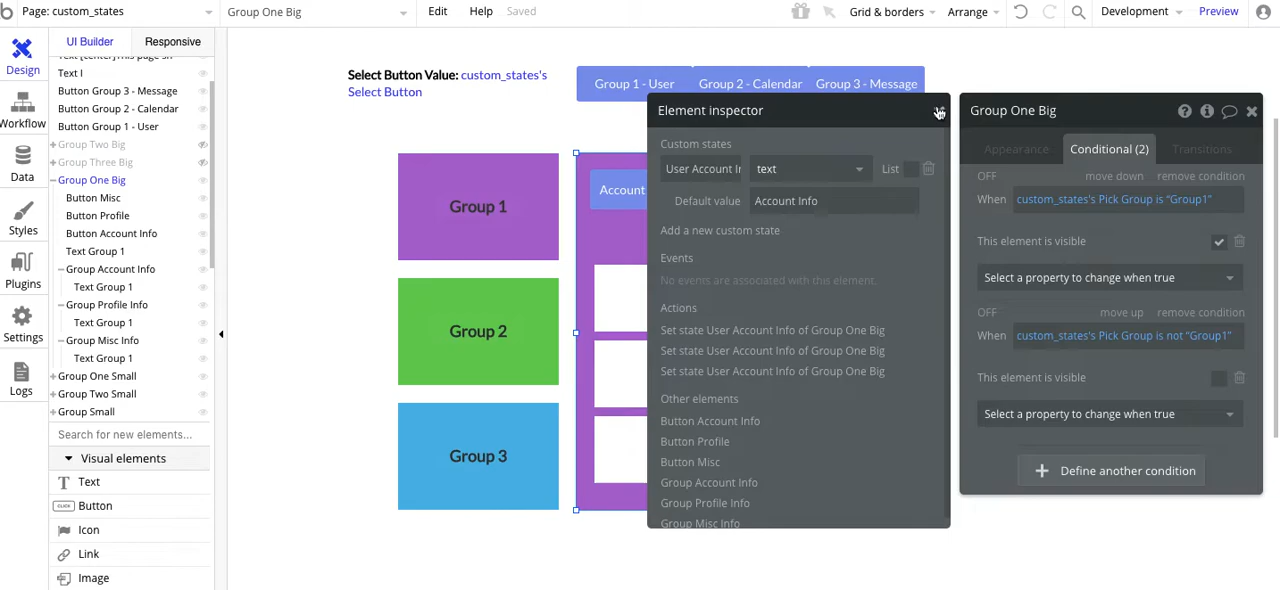 Page: custom_states
Group One Big
Edit
Help
Saved
Grid & borders
Arrange
Development
Preview
Design
Workflow
Data
Styles
Plugins
Settings
Logs
UI Builder
Responsive
Text I
Button Group 3 - Message
Button Group 2 - Calendar
Button Group 1 - User
Group Two Big
Group Three Big
Group One Big
Button Misc
Button Profile
Button Account Info
Text Group 1
Group Account Info
Text Group 1
Group Profile Info
Text Group 1
Group Misc Info
Text Group 1
Group One Small
Group Two Small
Group Small
Search for new elements...
Visual elements
Text
CLICK
Button
Icon
Link
Image
Select Button Value: custom_states's
Select Button
Group 1 - User
Group 2 - Calendar
Group 3 - Message
Group 1
Group 2
Group 3
Account
Element inspector
Custom states
User Account Ir
text
List
Default value
Account Info
Add a new custom state
Events
No events are associated with this element.
Actions
Set state User Account Info of Group One Big
Set state User Account Info of Group One Big
Set state User Account Info of Group One Big
Other elements
Button Account Info
Button Profile
Button Misc
Group Account Info
Group Profile Info
Group Misc Info
Group One Big
Appearance
Conditional (2)
Transitions
OFF
move down
remove condition
When
custom_states's Pick Group is "Group1"
This element is visible
Select a property to change when true
OFF
move up
remove condition
When
custom_states's Pick Group is not "Group1"
This element is visible
Select a property to change when true
Define another condition